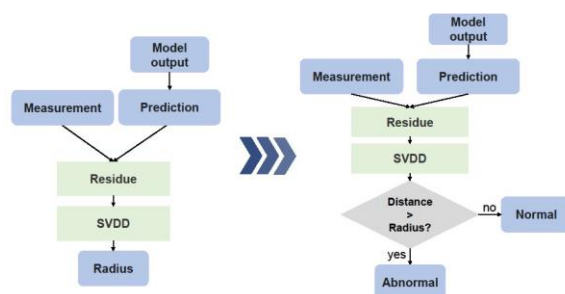 Model
output
Measurement
Prediction
Residue
SVDD
Radius
Model
output
Measurement
Prediction
Residue
SVDD
Distance
>
Radius?
no
Normal
yes
Abnormal